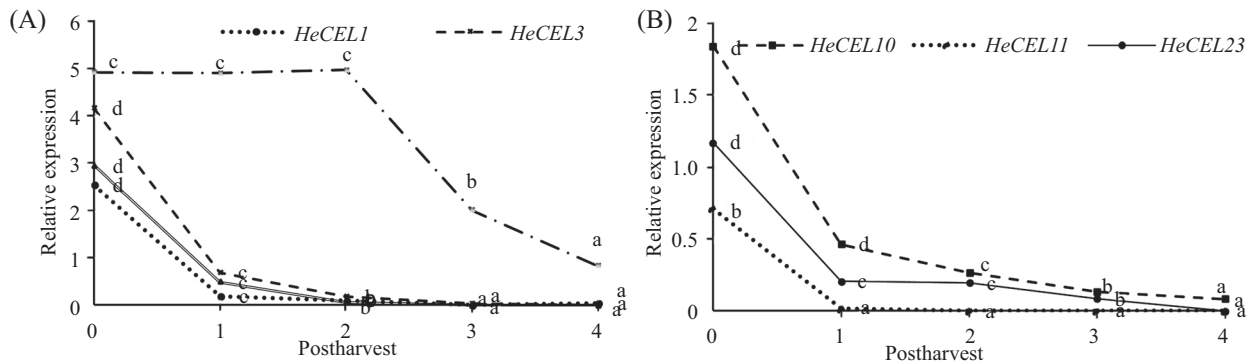 (A)
6
5
4
3
2
1
0
Relative expression
HeCEL1 HeCEL3
c c c
d
d
d
b
a
c
c
c
b
b
a a
a
a
a
0 1 2 3 4
Postharvest
(B)
2
1.5
1.0
0.5
0
Relative expression
HeCEL10 HeCEL11 HeCEL23
d
d
b
d
c
a
c
c
a
b
b
a
a
a
a
0 1 2 3 4
Postharvest